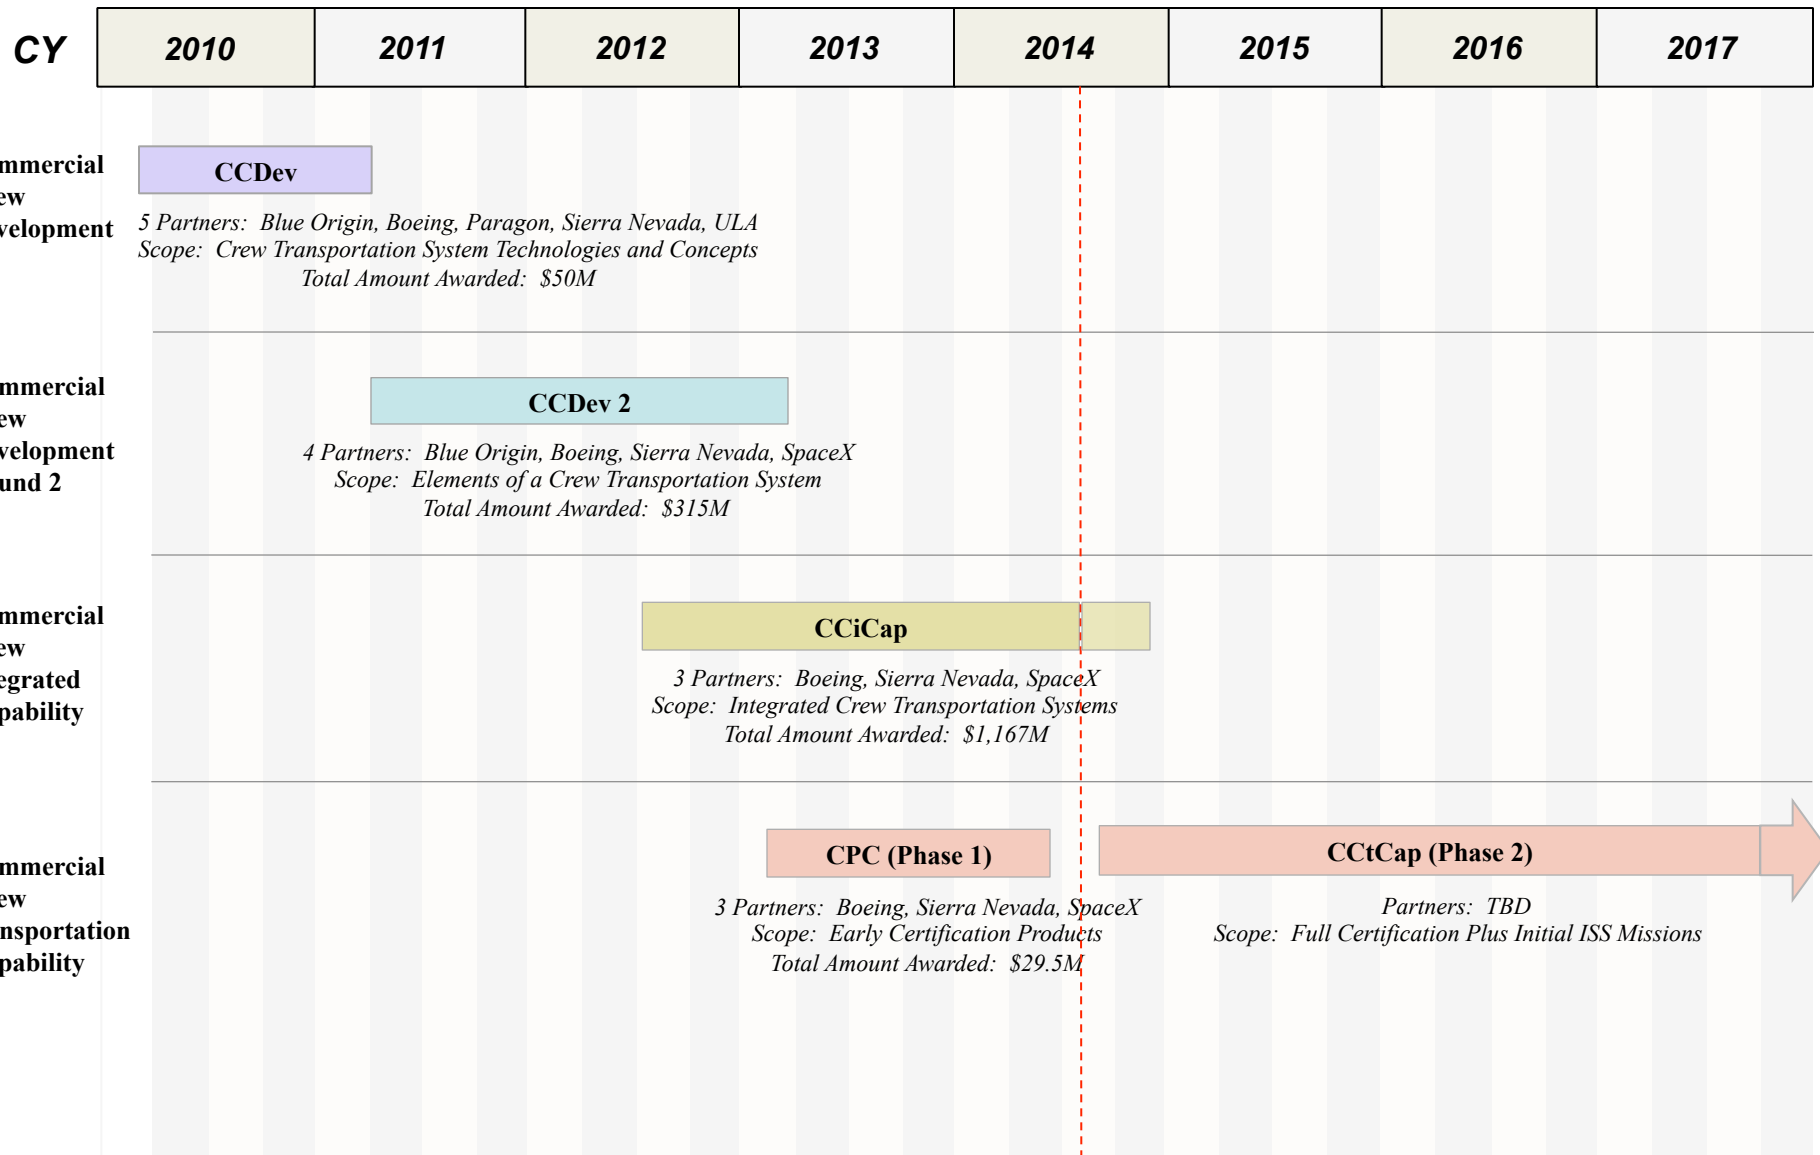 CY 2010 2011 2012 2013 2014 2015 2016 2017
mmercial
ew
velopment
CCDev
5 Partners: Blue Origin, Boeing, Paragon, Sierra Nevada, ULA
Scope: Crew Transportation System Technologies and Concepts
Total Amount Awarded: $50M
mmercial
ew
velopment
und 2
CCDev 2
4 Partners: Blue Origin, Boeing, Sierra Nevada, SpaceX
Scope: Elements of a Crew Transportation System
Total Amount Awarded: $315M
mmercial
ew
egrated
pability
CCiCap
3 Partners: Boeing, Sierra Nevada, SpaceX
Scope: Integrated Crew Transportation Systems
Total Amount Awarded: $1,167M
mmercial
ew
nsportation
pability
CPC (Phase 1)
3 Partners: Boeing, Sierra Nevada, SpaceX
Scope: Early Certification Products
Total Amount Awarded: $29.5M
CCtCap (Phase 2)
Partners: TBD
Scope: Full Certification Plus Initial ISS Missions